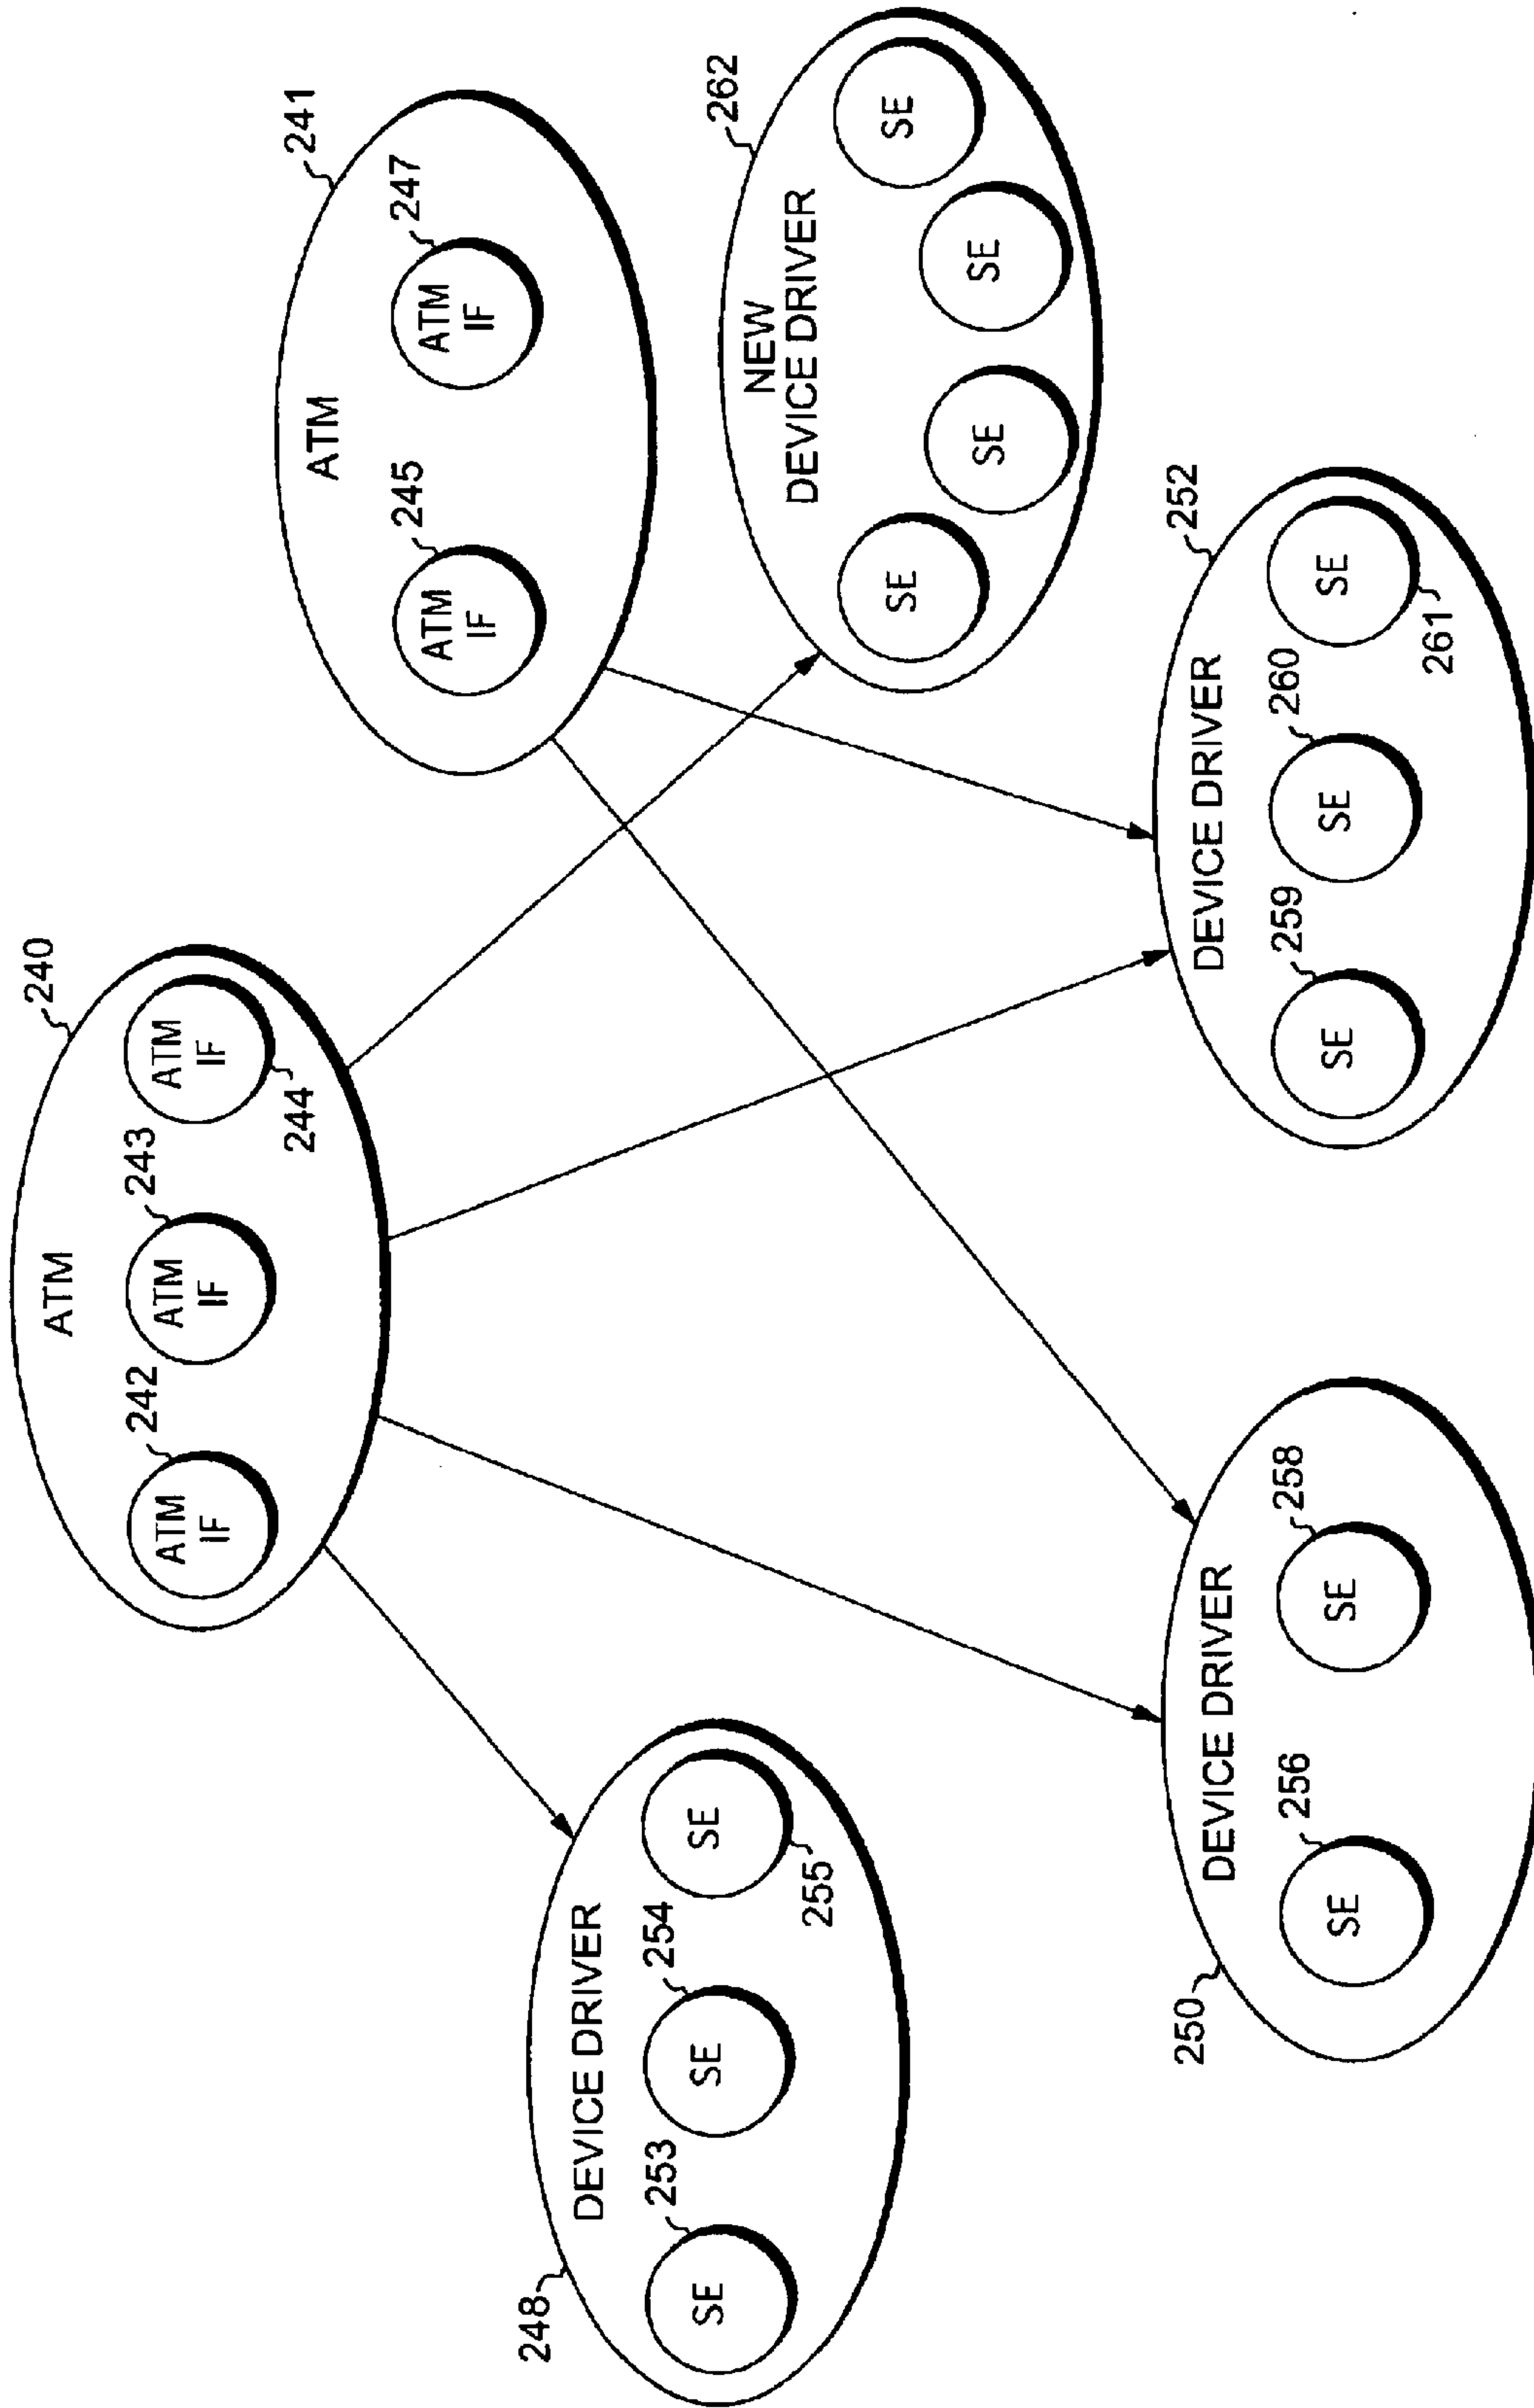 240
ATM
242
243
ATM
IF
ATM
IF
ATM
IF
244
241
ATM
245
247
ATM
IF
ATM
IF
248
DEVICE DRIVER
253
254
SE
SE
SE
255
262
NEW
DEVICE DRIVER
SE
SE
SE
SE
250
DEVICE DRIVER
256
258
SE
SE
252
DEVICE DRIVER
259
260
SE
SE
SE
261